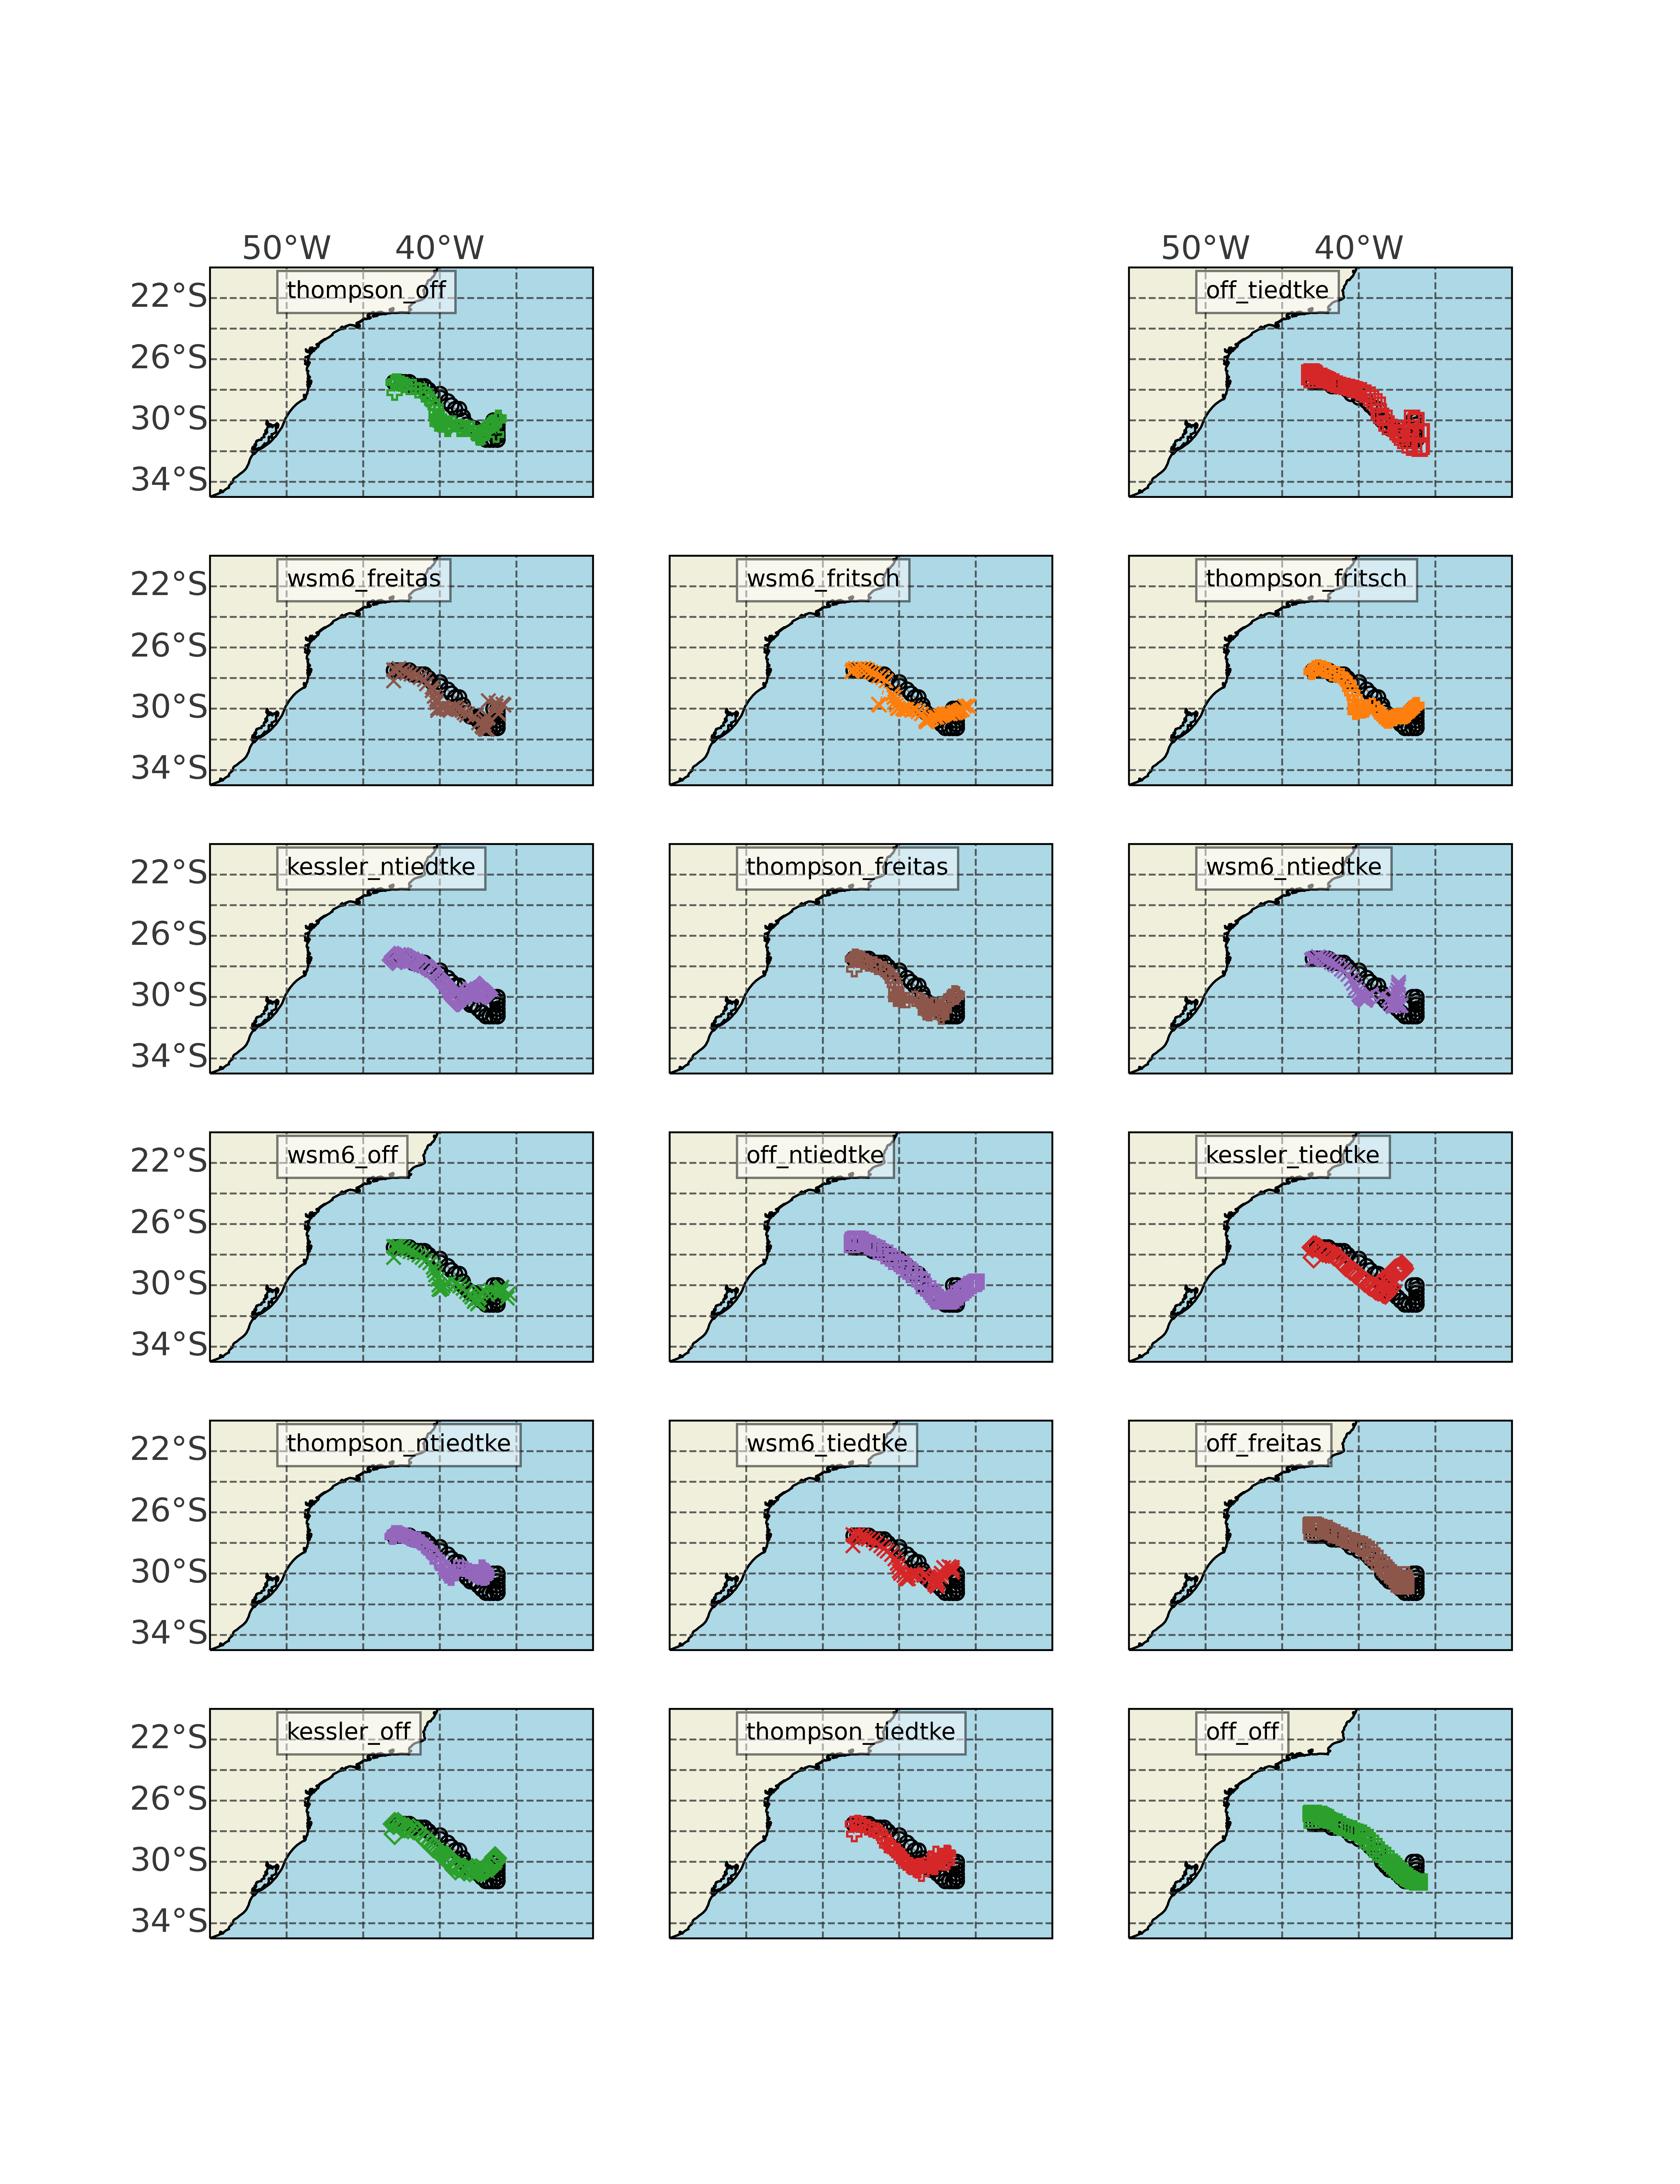 50°W 40°W 50°W 40°W
thompson_off off_tiedtke
22°S
26°S
30°S
34°S
wsm6_freitas wsm6_fritsch thompson_fritsch
22°S
26°S
30°S
34°S
kessler_ntiedtke thompson_freitas wsm6_ntiedtke
22°S
26°S
30°S
34°S
wsm6_off off_ntiedtke kessler_tiedtke
22°S
26°S
30°S
34°S
thompson_ntiedtke wsm6_tiedtke off_freitas
22°S
26°S
30°S
34°S
kessler_off thompson_tiedtke off_off
22°S
26°S
30°S
34°S